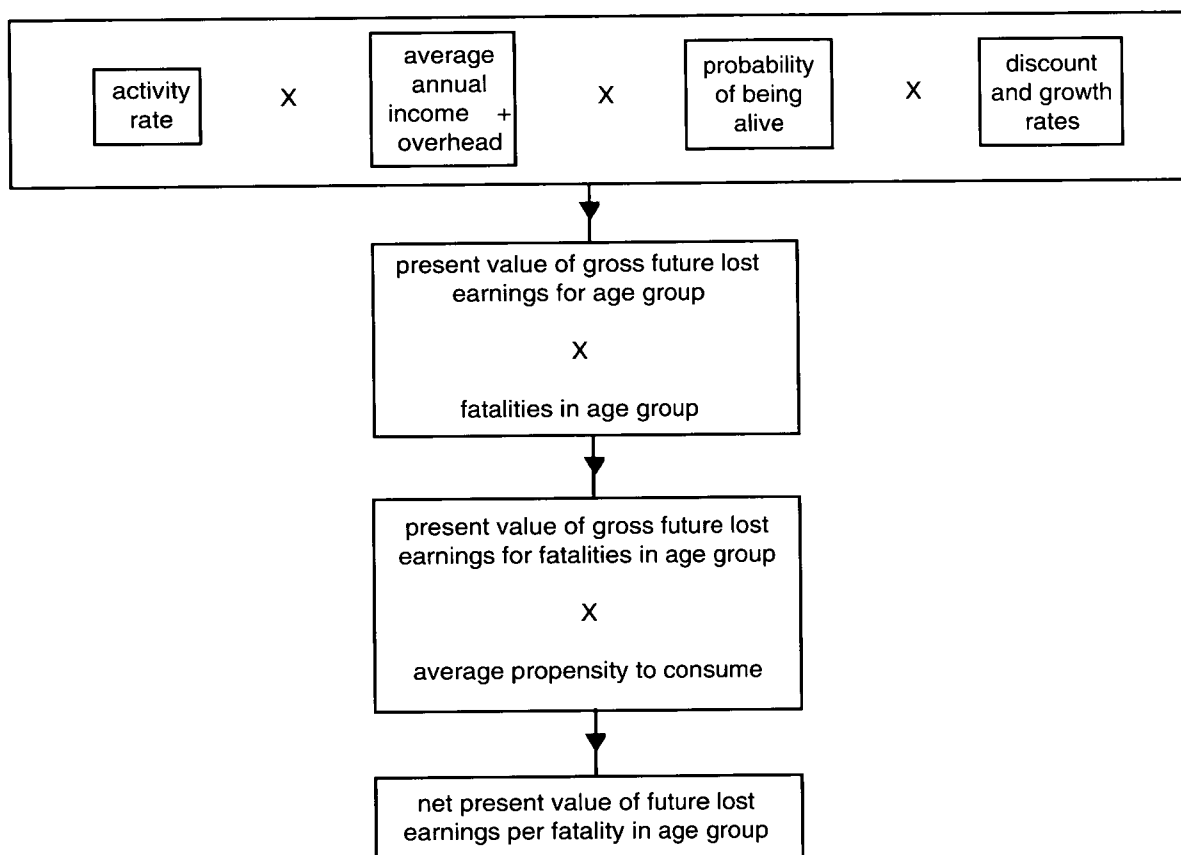 activity
rate
X
average
annual
income +
overhead
X
probability
of being
alive
X
discount
and growth
rates
present value of gross future lost
earnings for age group
X
fatalities in age group
present value of gross future lost
earnings for fatalities in age group
X
average propensity to consume
net present value of future lost
earnings per fatality in age group